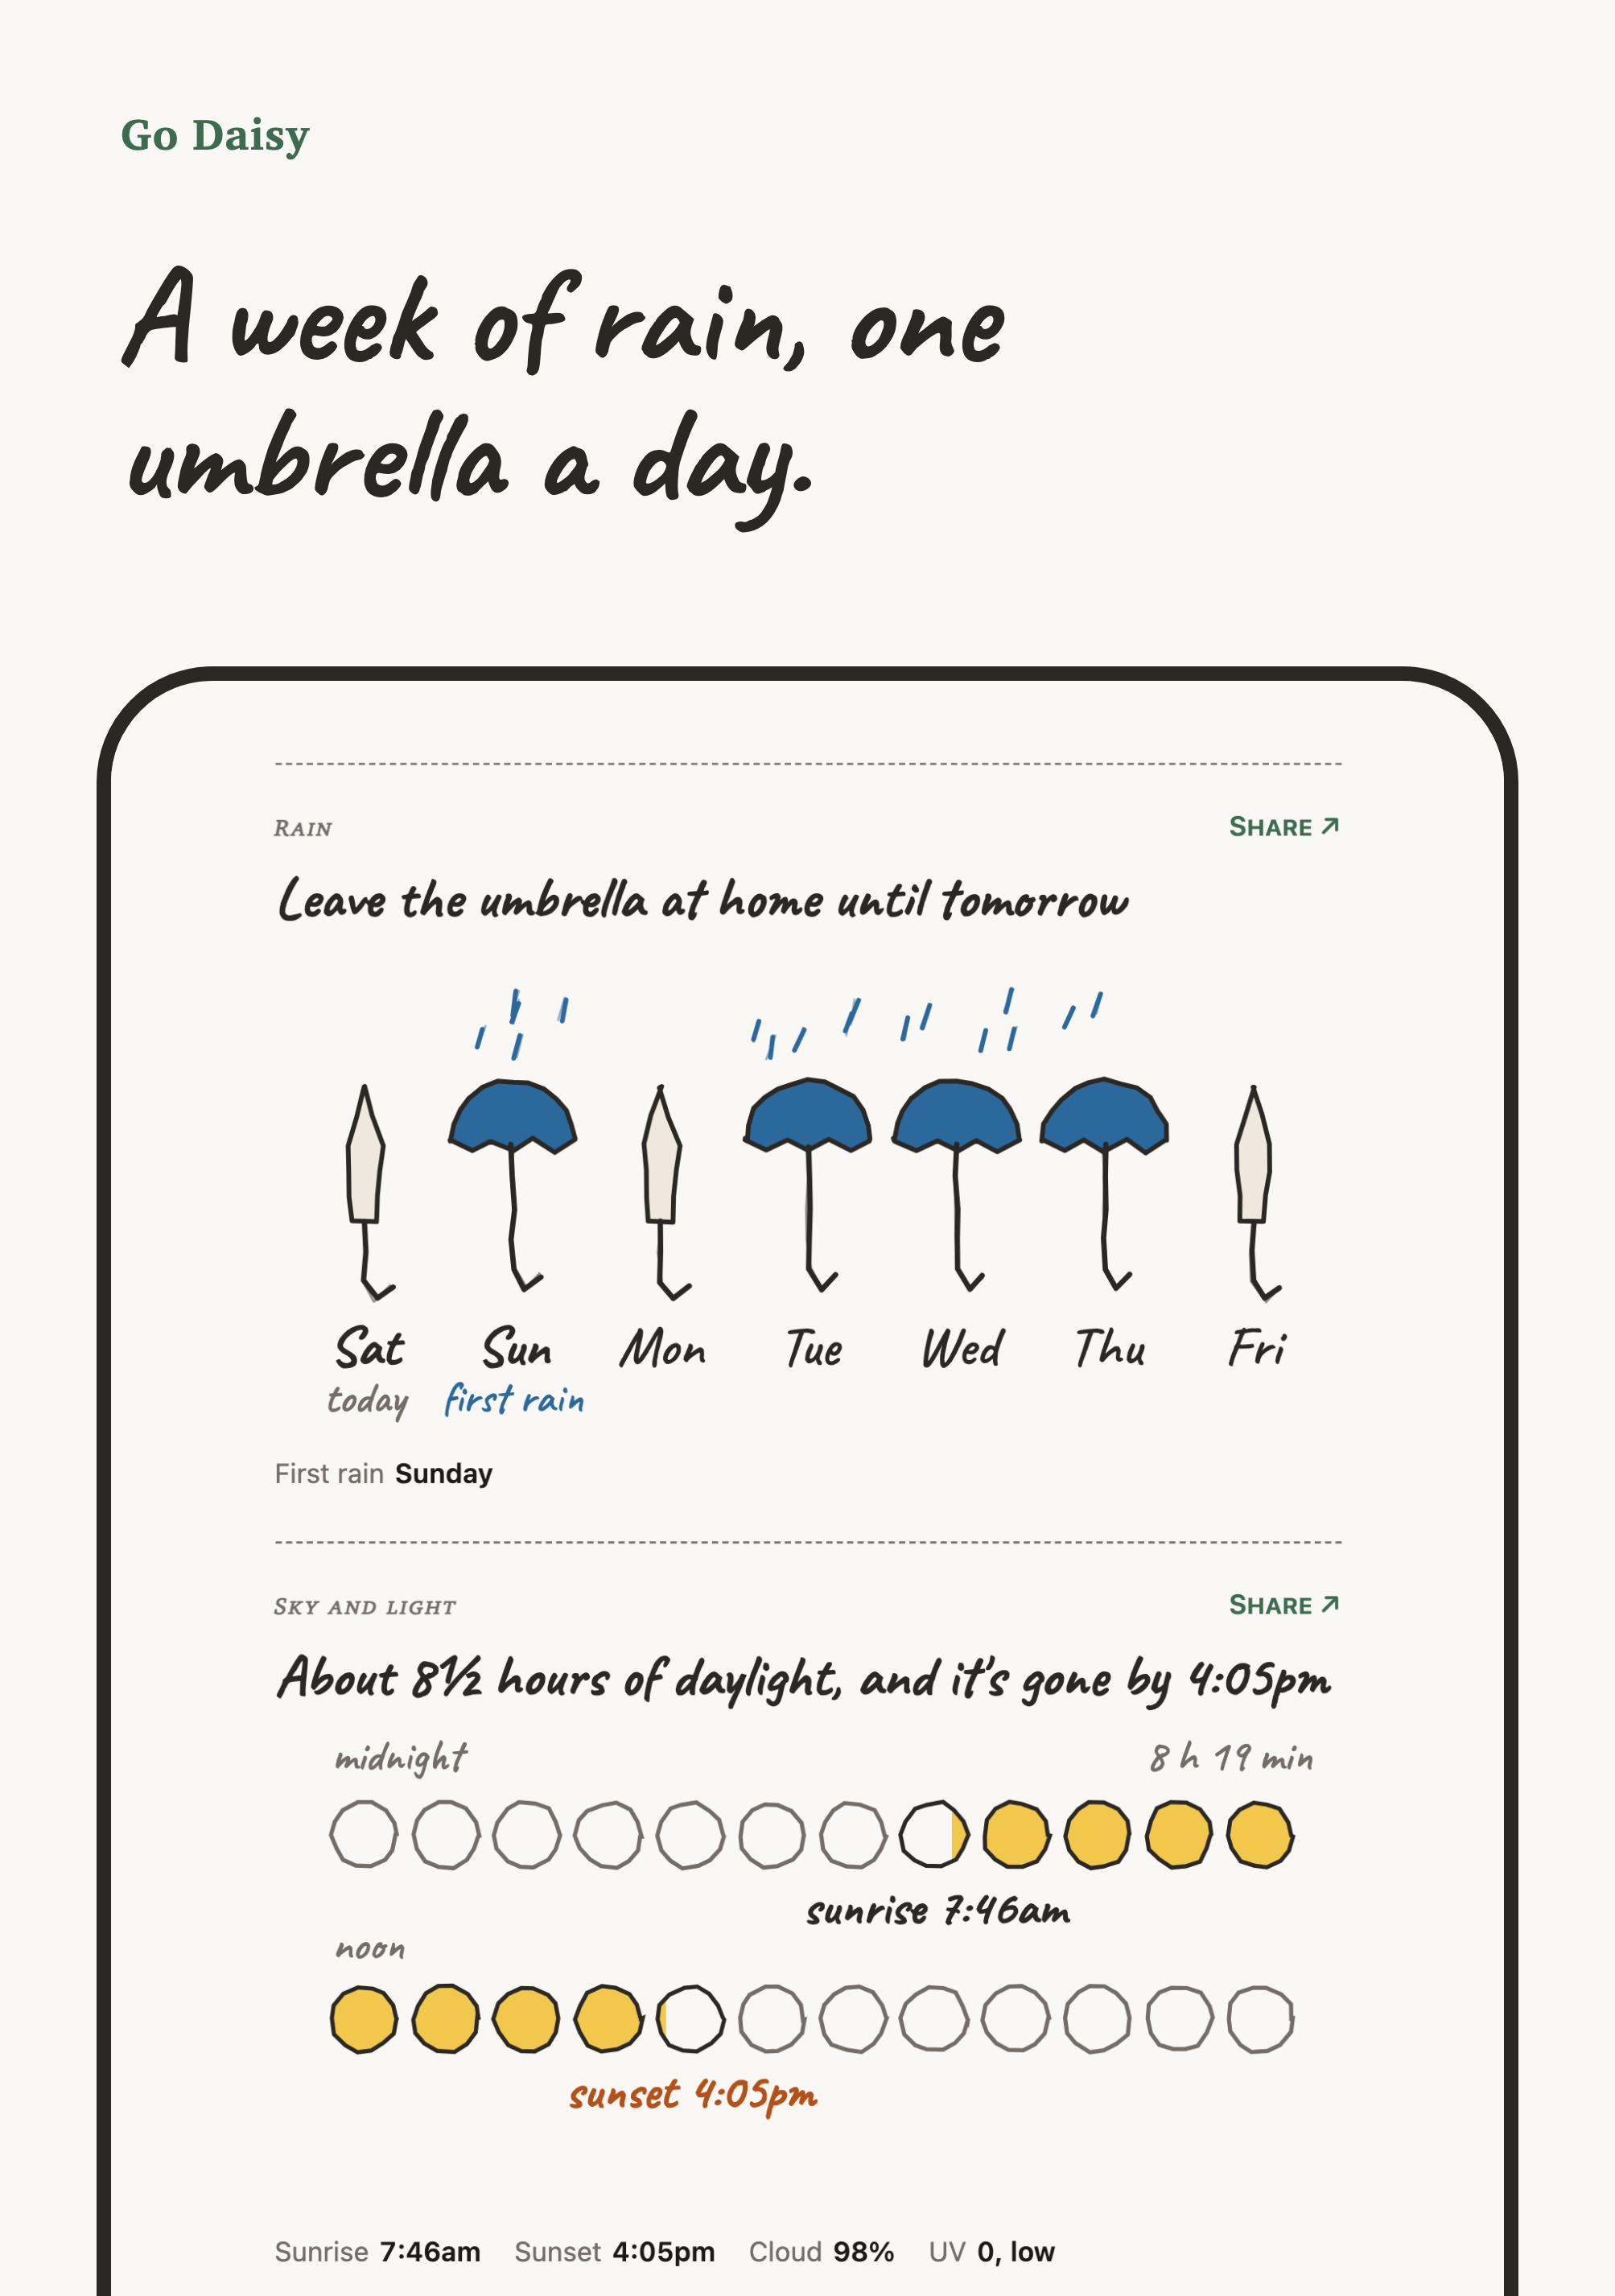 Go Daisy
A week of rain, one
umbrella a day.
RAIN
SHARE ↗
Leave the umbrella at home until tomorrow
Sat Sun Mon Tue Wed Thu Fri
today first rain
First rain Sunday
SKY AND LIGHT
SHARE ↗
About 8½ hours of daylight, and it's gone by 4:05pm
midnight 8 h 19 min
sunrise 7:46am
noon
sunset 4:05pm
Sunrise 7:46am Sunset 4:05pm Cloud 98% UV 0, low